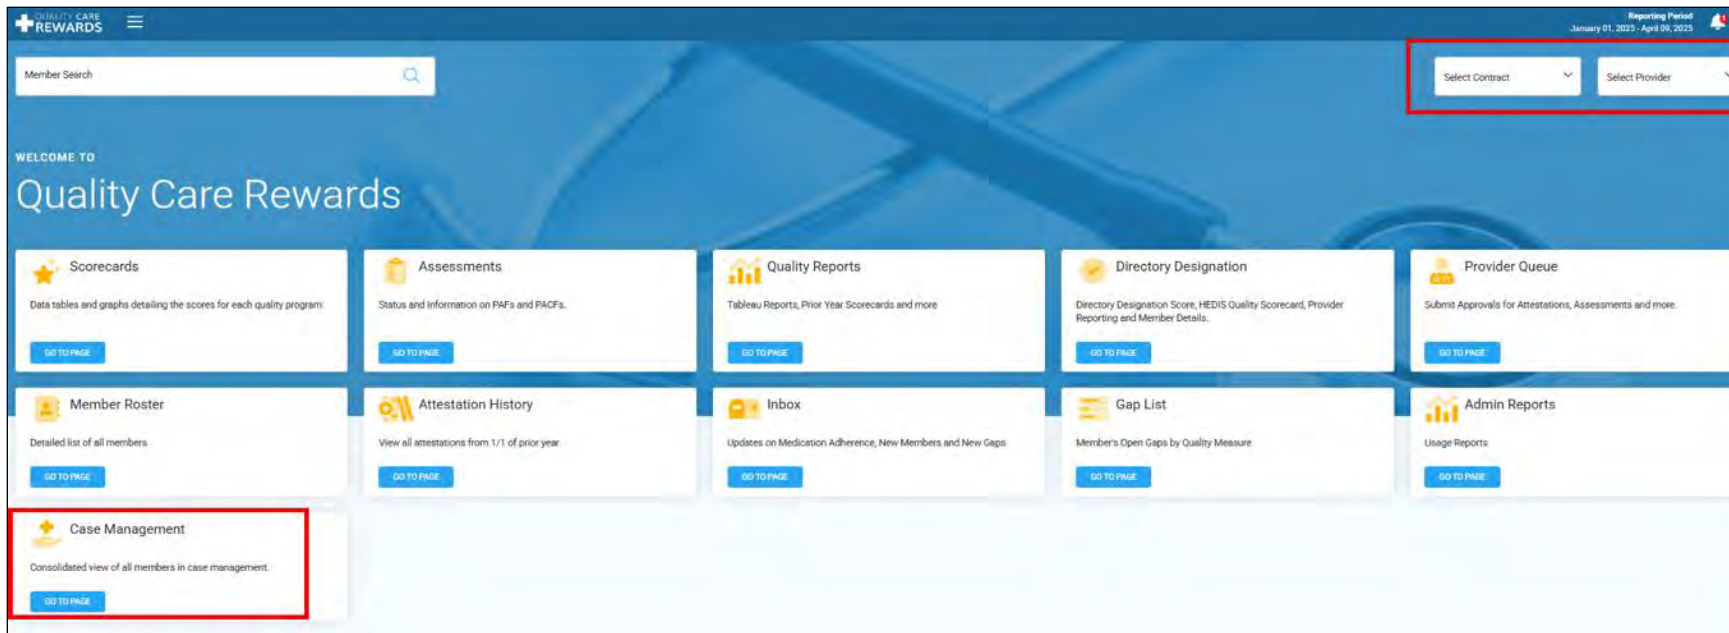 QUALITY CARE
REWARDS
Reporting Period
January 01, 2025 - April 09, 2025
Member Search
Select Contract
Select Provider
WELCOME TO
Quality Care Rewards
Scorecards
Data tables and graphs detailing the scores for each quality program.
GO TO PAGE
Assessments
Status and Information on PAFs and PACFs.
GO TO PAGE
Quality Reports
Tableau Reports, Prior Year Scorecards and more
GO TO PAGE
Directory Designation
Directory Designation Score, HEDIS Quality Scorecard, Provider
Reporting and Member Details.
GO TO PAGE
Provider Queue
Submit Approvals for Attestations, Assessments and more.
GO TO PAGE
Member Roster
Detailed list of all members
GO TO PAGE
Attestation History
View all attestations from 1/1 of prior year.
GO TO PAGE
Inbox
Updates on Medication Adherence, New Members and New Gaps
GO TO PAGE
Gap List
Member's Open Gaps by Quality Measure
GO TO PAGE
Admin Reports
Usage Reports
GO TO PAGE
Case Management
Consolidated view of all members in case management.
GO TO PAGE